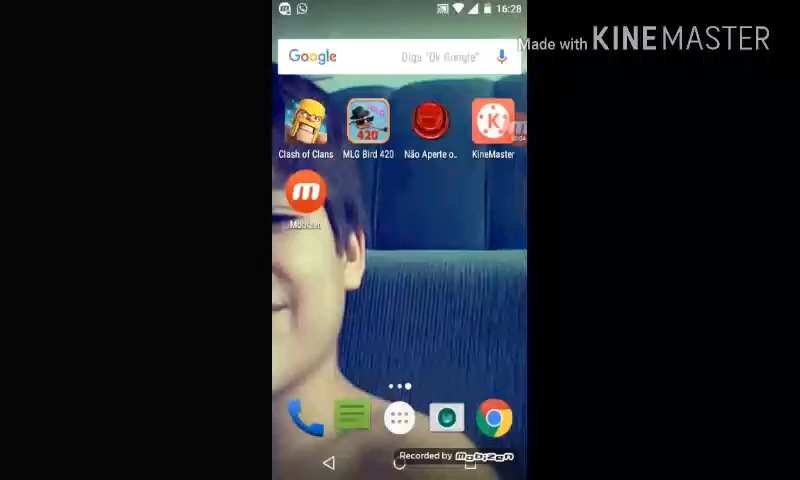 16:28
Made with KINEMASTER
Google Diga "Ok Google"
420
Clash of Clans MLG Bird 420 Não Aperte o.. KineMaster
Mobizen
Recorded by mobizen